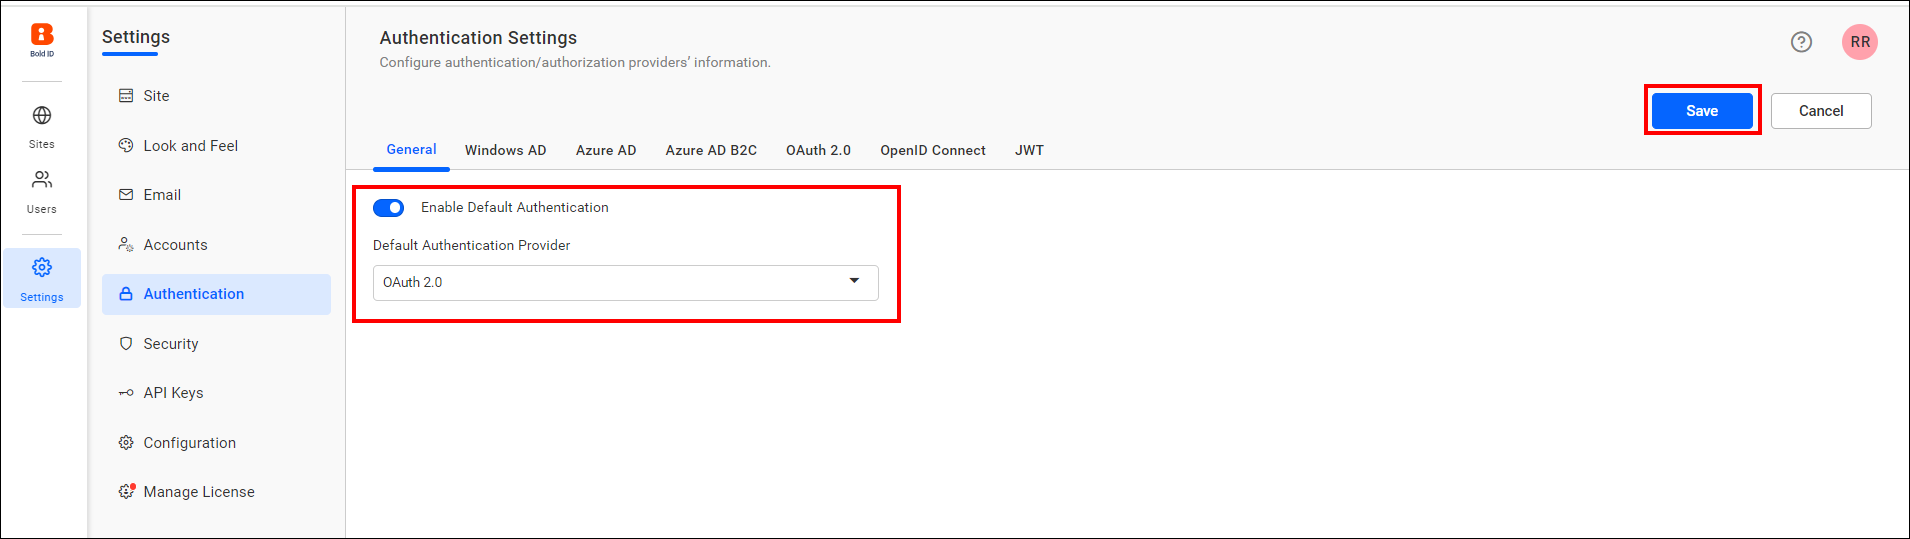 Bold ID
Sites
Users
Settings
Settings
Site
Look and Feel
Email
Accounts
Authentication
Security
API Keys
Configuration
Manage License
Authentication Settings
Configure authentication/authorization providers' information.
RR
Save
Cancel
General
Windows AD
Azure AD
Azure AD B2C
OAuth 2.0
OpenID Connect
JWT
Enable Default Authentication
Default Authentication Provider
OAuth 2.0